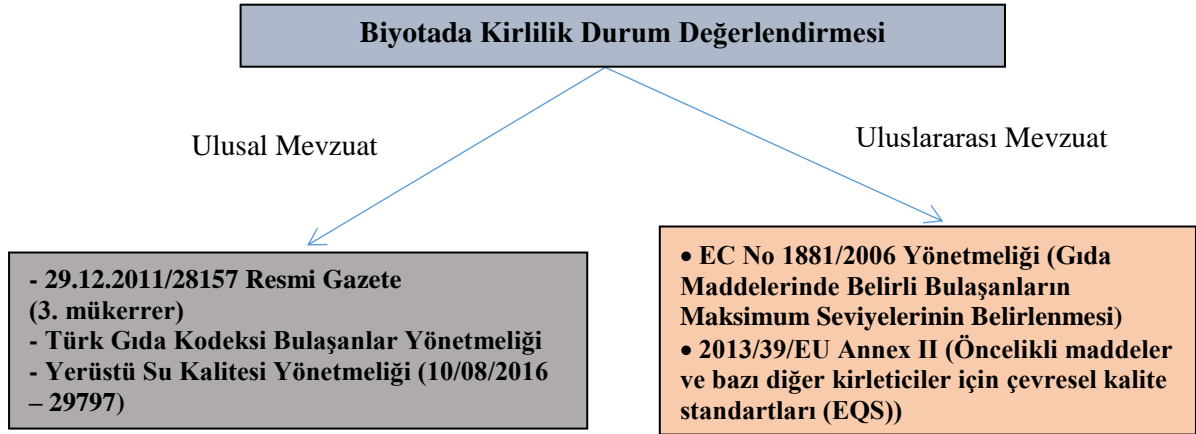 Biyotada Kirlilik Durum Değerlendirmesi
Ulusal Mevzuat
Uluslararası Mevzuat
- 29.12.2011/28157 Resmi Gazete
(3. mükerrer)
- Türk Gıda Kodeksi Bulaşanlar Yönetmeliği
- Yerüstü Su Kalitesi Yönetmeliği (10/08/2016
– 29797)
• EC No 1881/2006 Yönetmeliği (Gıda
Maddelerinde Belirli Bulaşanların
Maksimum Seviyelerinin Belirlenmesi)
• 2013/39/EU Annex II (Öncelikli maddeler
ve bazı diğer kirleticiler için çevresel kalite
standartları (EQS))